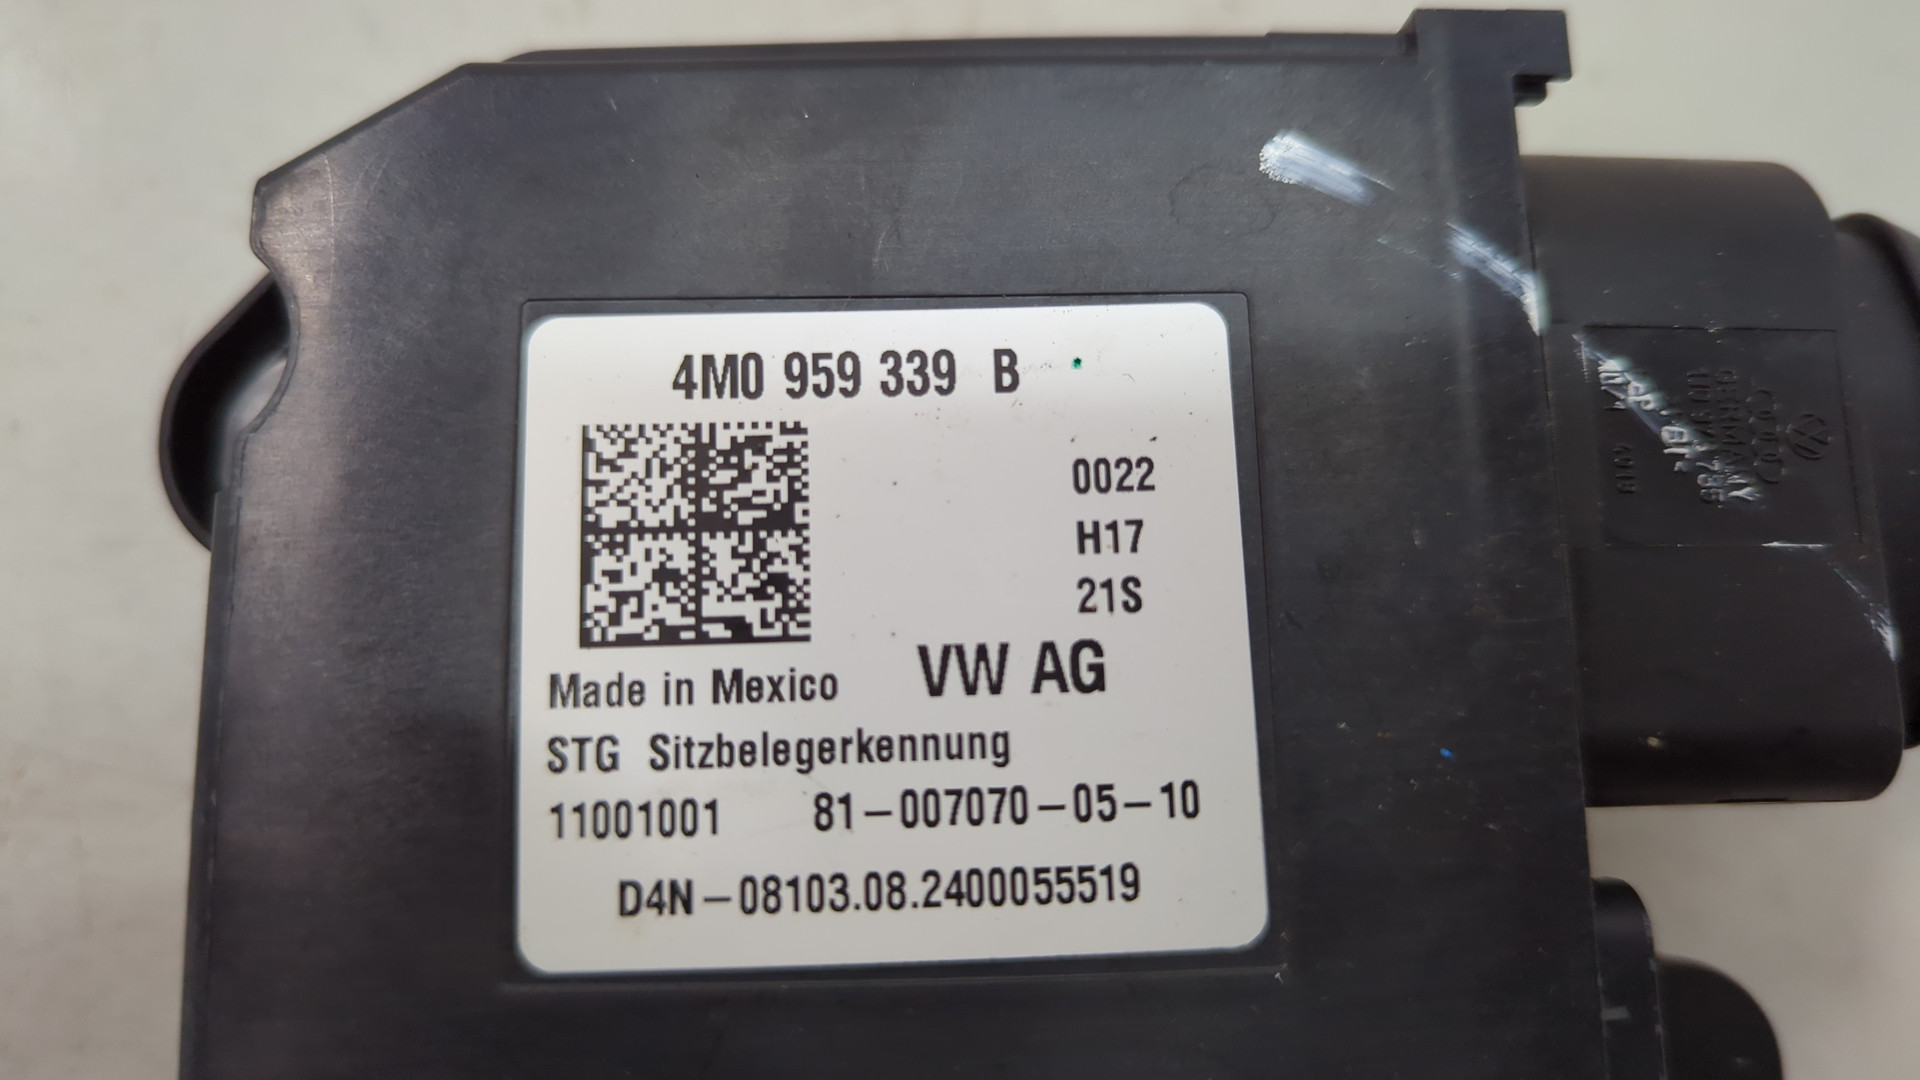 4M0 959 339 B
0022
H17
21S
Made in Mexico VW AG
STG Sitzbelegerkennung
11001001 81-007070-05-10
D4N-08103.08.2400055519
GERMANY